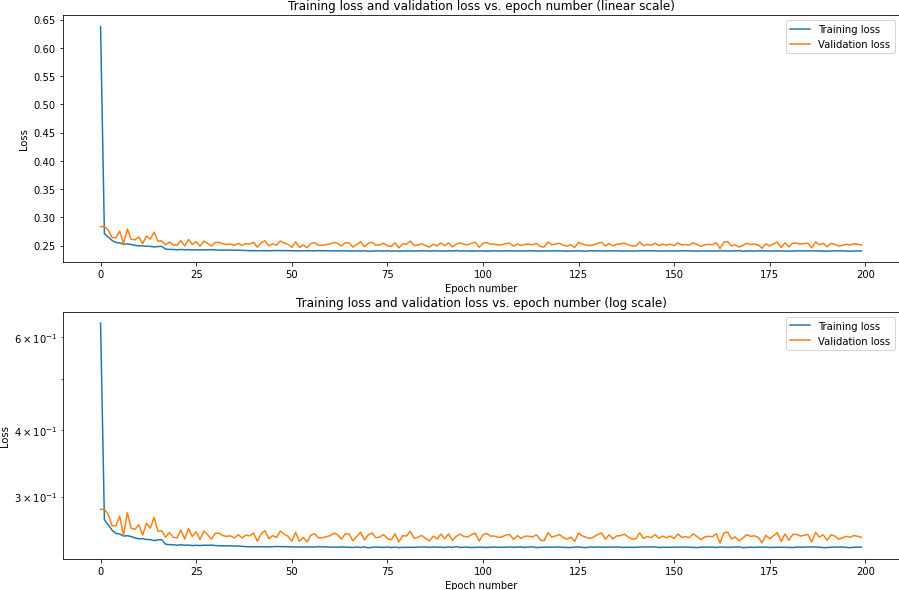 Training loss and validation loss vs. epoch number (linear scale)
0.65
0.60
0.55
0.50
0.45
0.40
0.35
0.30
0.25
Loss
Training loss
Validation loss
0 25 50 75 100 125 150 175 200
Epoch number
Training loss and validation loss vs. epoch number (log scale)
6 × 10⁻¹
4 × 10⁻¹
3 × 10⁻¹
Loss
Training loss
Validation loss
0 25 50 75 100 125 150 175 200
Epoch number